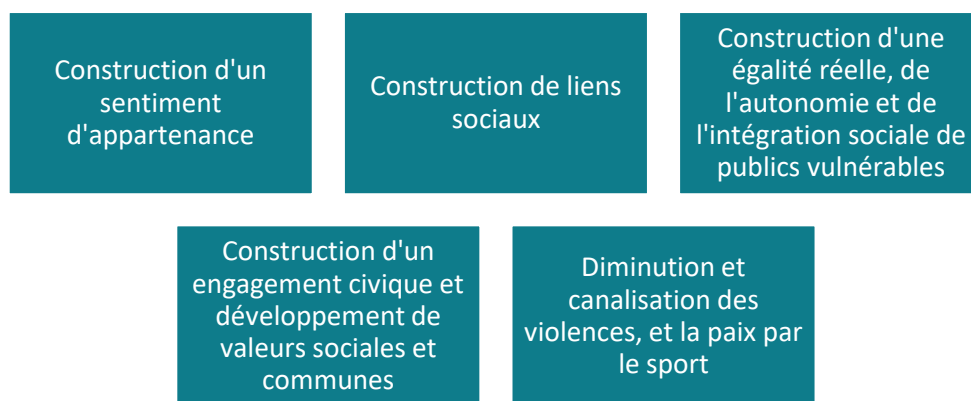 Construction d'un
sentiment
d'appartenance
Construction de liens
sociaux
Construction d'une
égalité réelle, de
l'autonomie et de
l'intégration sociale de
publics vulnérables
Construction d'un
engagement civique et
développement de
valeurs sociales et
communes
Diminution et
canalisation des
violences, et la paix par
le sport